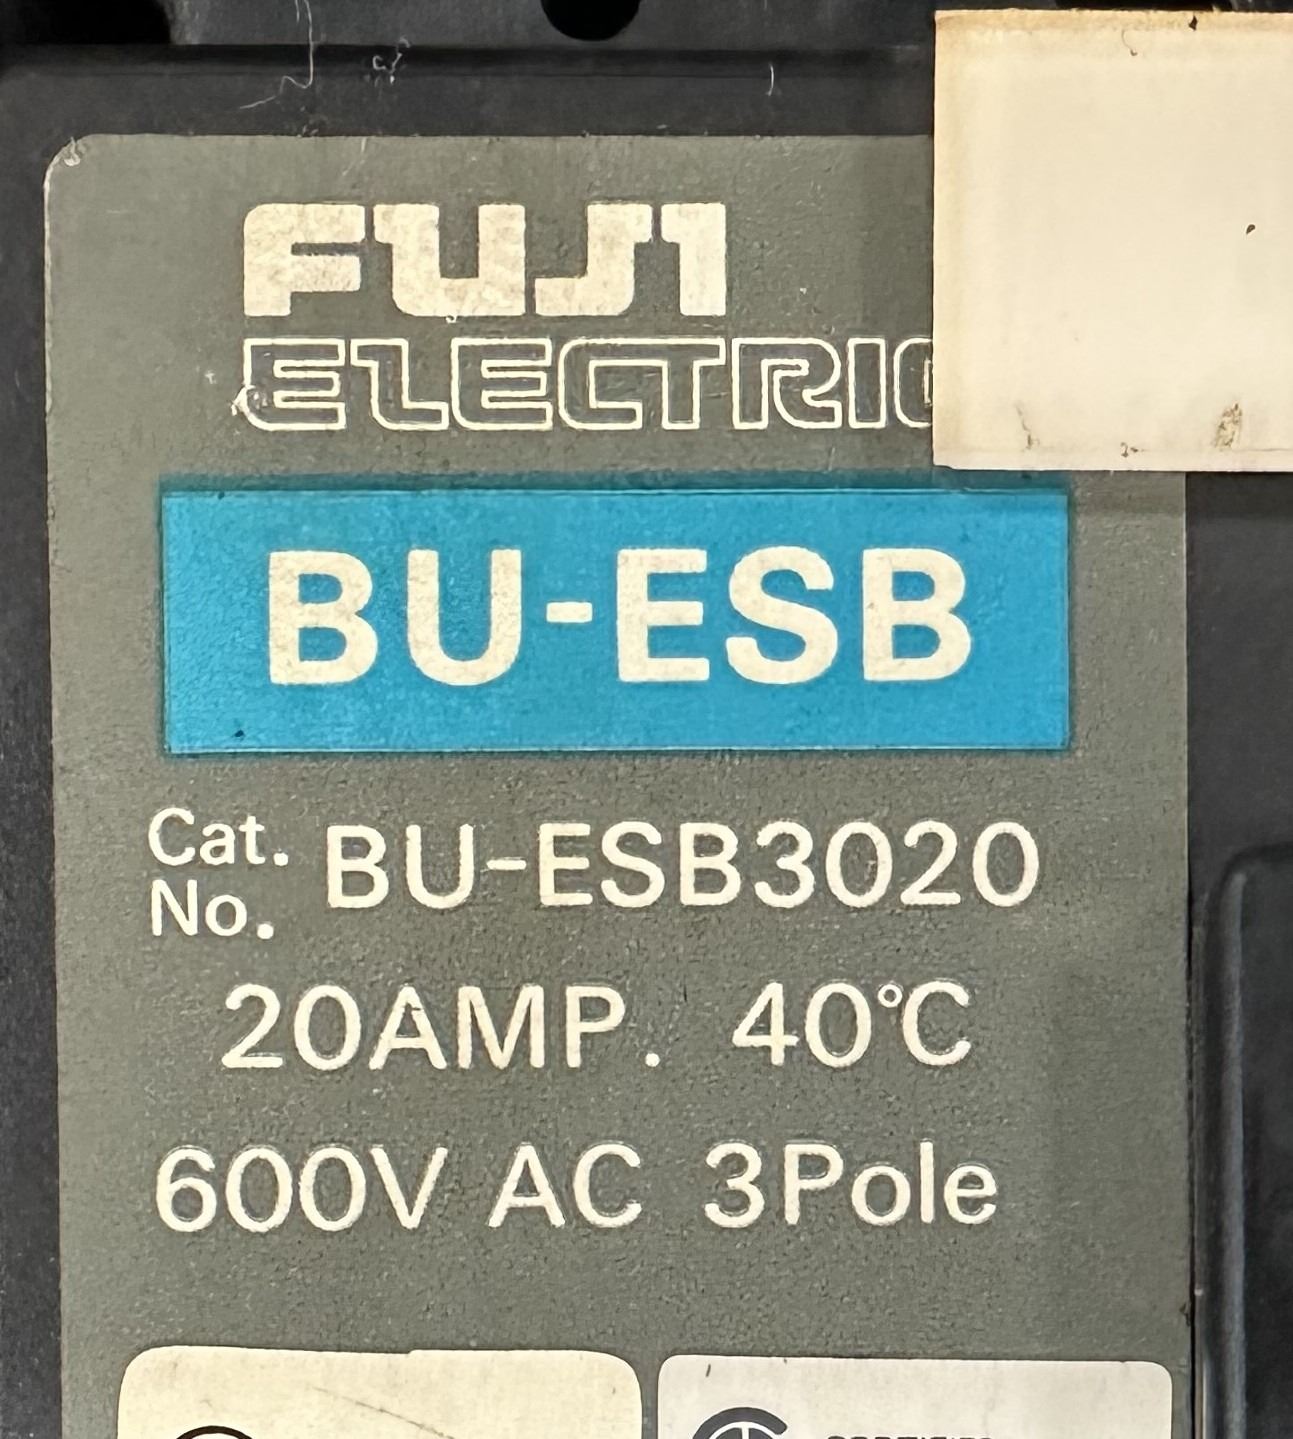 FUJI
ELECTRIC
BU-ESB
Cat. No. BU-ESB3020
20AMP. 40°C
600V AC 3Pole